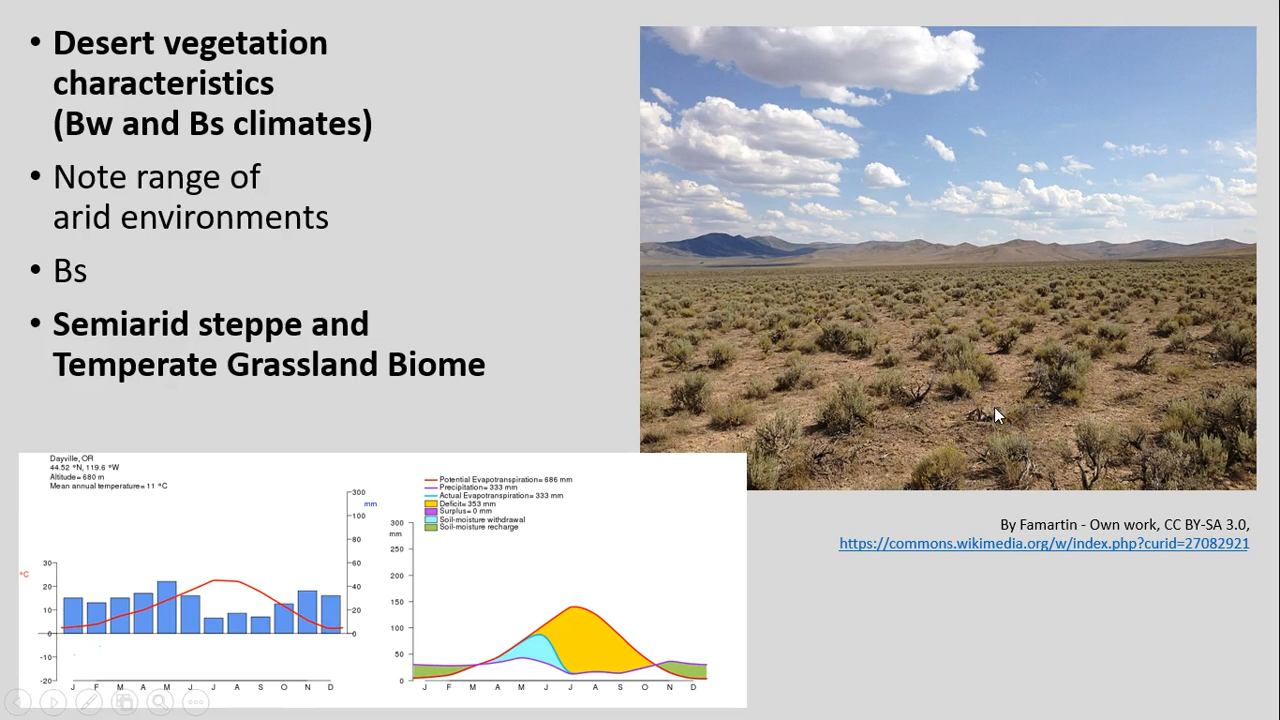 • Desert vegetation
characteristics
(Bw and Bs climates)
• Note range of
arid environments
• Bs
• Semiarid steppe and
Temperate Grassland Biome
By Famartin - Own work, CC BY-SA 3.0,
https://commons.wikimedia.org/w/index.php?curid=27082921
Dayville, OR
44.52 °N, 119.6 °W
Altitude= 680 m
Mean annual temperature= 11 °C
300
mm
100
80
60
40
20
0
°C
30
20
10
0
-10
-20
J F M A M J J A S O N D
Potential Evapotranspiration= 686 mm
Precipitation= 333 mm
Actual Evapotranspiration= 333 mm
Deficit= 353 mm
Surplus= 0 mm
Soil-moisture withdrawal
Soil-moisture recharge
300
mm
250
200
150
100
50
0
J F M A M J J A S O N D